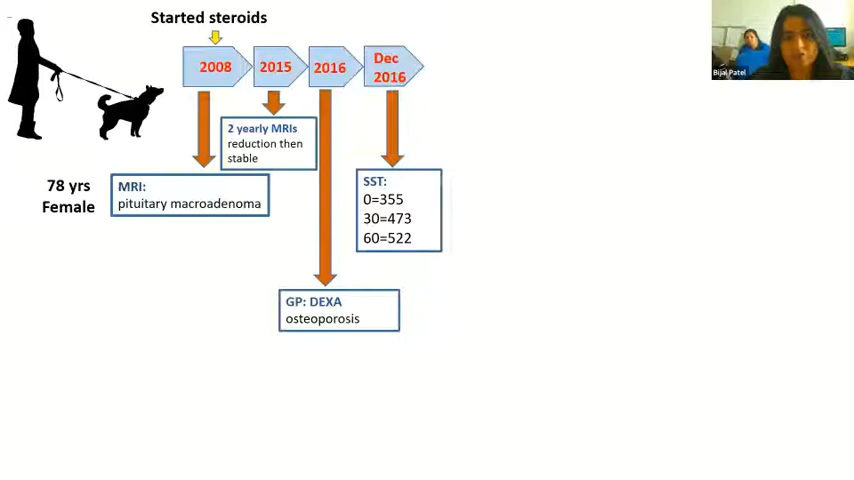 Started steroids
2008
2015
2016
Dec
2016
2 yearly MRIs
reduction then
stable
78 yrs
Female
MRI:
pituitary macroadenoma
SST:
0=355
30=473
60=522
GP: DEXA
osteoporosis
Bijal Patel